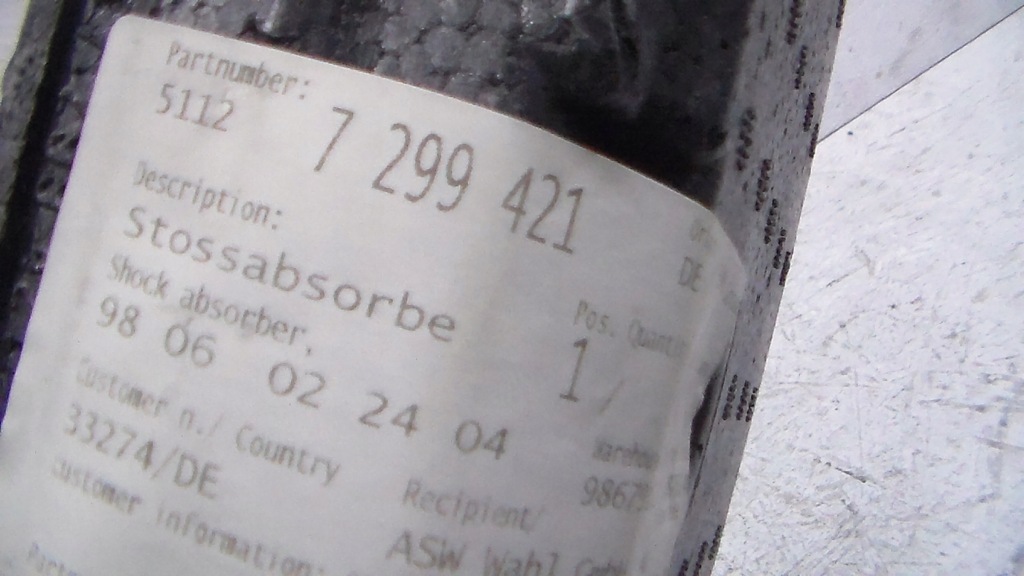 Partnumber:
5112 7 299 421
DE
Description:
Stossabsorbe
Shock absorber,
Pos.
1/
98 06 02 24 04
Customer n./ Country
33274/DE
Recipient/
ASW Wahl
customer information: